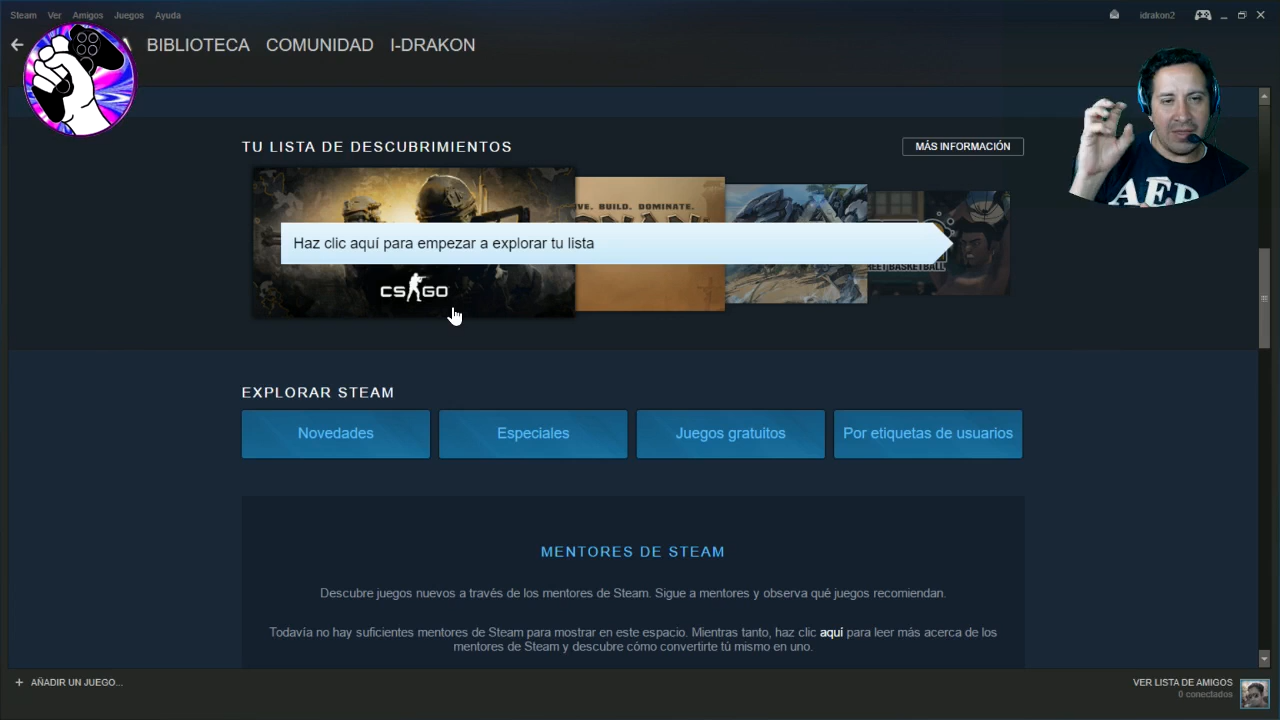 Steam Ver Amigos Juegos Ayuda
idrakon2
BIBLIOTECA COMUNIDAD I-DRAKON
TU LISTA DE DESCUBRIMIENTOS
MÁS INFORMACIÓN
BUILD. DOMINATE.
Haz clic aquí para empezar a explorar tu lista
BASKETBALL
CS GO
EXPLORAR STEAM
Novedades
Especiales
Juegos gratuitos
Por etiquetas de usuarios
MENTORES DE STEAM
Descubre juegos nuevos a través de los mentores de Steam. Sigue a mentores y observa qué juegos recomiendan.
Todavía no hay suficientes mentores de Steam para mostrar en este espacio. Mientras tanto, haz clic aquí para leer más acerca de los
mentores de Steam y descubre cómo convertirte tú mismo en uno.
+ AÑADIR UN JUEGO...
VER LISTA DE AMIGOS
0 conectados